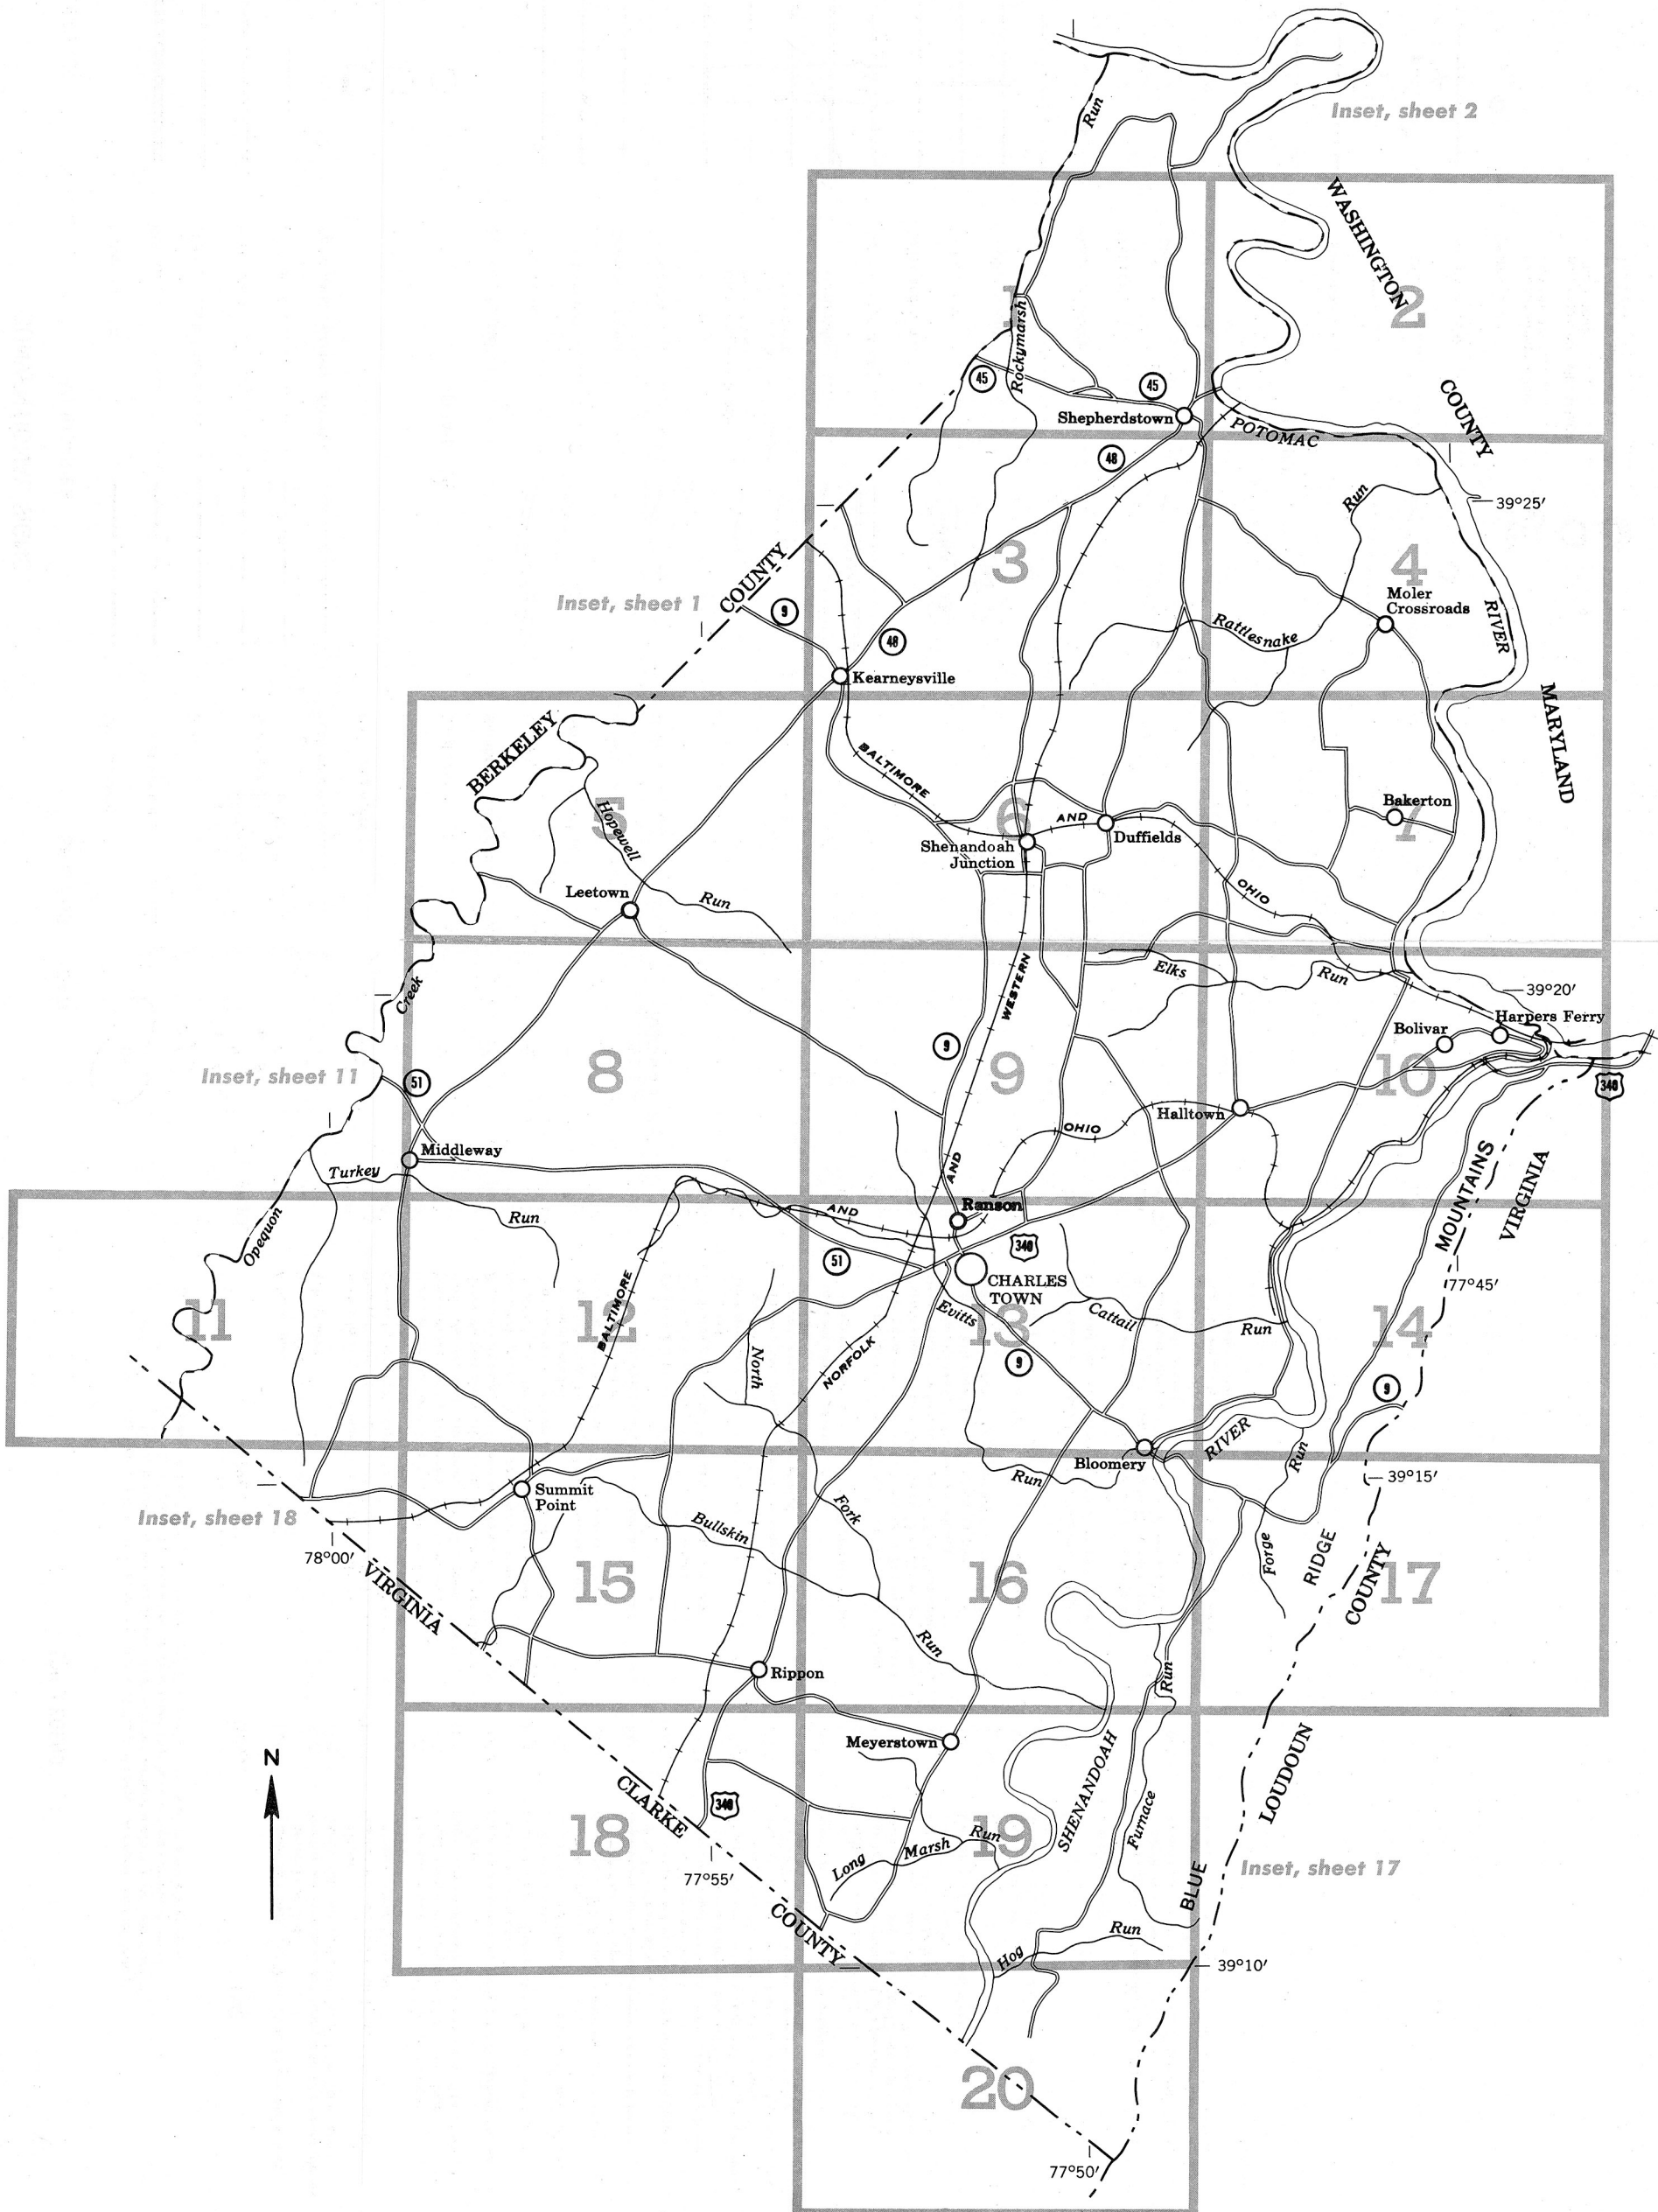 Inset, sheet 2
Run
WASHINGTON
1
2
Rockymarsh
45
45
COUNTY
Shepherdstown
POTOMAC
48
Run
39°25'
3
4
COUNTY
Inset, sheet 1
9
Moler
Crossroads
RIVER
48
Rattlesnake
Kearneysville
BERKELEY
MARYLAND
BALTIMORE
5
Hopewell
6
AND
Bakerton
7
Duffields
Shenandoah
Junction
Leetown
Run
OHIO
Creek
WESTERN
Elks
Run
39°20'
Harpers Ferry
Bolivar
9
Inset, sheet 11
51
8
9
10
340
Halltown
OHIO
Middleway
Turkey
AND
MOUNTAINS
VIRGINIA
Opequon
Run
AND
Ranson
340
51
CHARLES
TOWN
77°45'
11
12
BALTIMORE
Evitts
13
Cattail
Run
14
North
NORFOLK
9
9
RIVER
Run
Bloomery
Run
39°15'
Summit
Point
Inset, sheet 18
Fork
Bullskin
78°00'
Forge
RIDGE
COUNTY
VIRGINIA
15
16
17
Run
Rippon
Run
N
Meyerstown
SHENANDOAH
LOUDOUN
CLARKE
340
18
19
Furnace
Run
Marsh
Long
Inset, sheet 17
77°55'
BLUE
COUNTY
Run
Hog
39°10'
20
77°50'